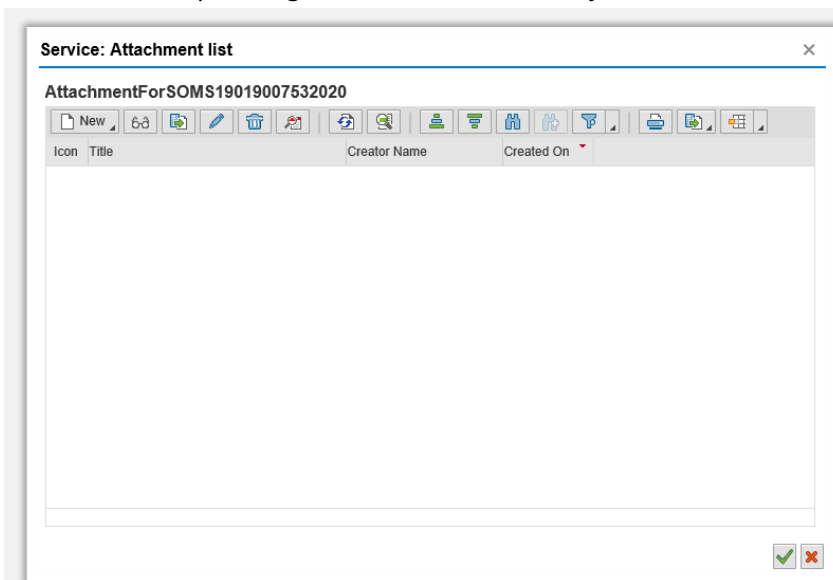 Service: Attachment list
AttachmentForSOMS19019007532020
New
Icon Title Creator Name Created On